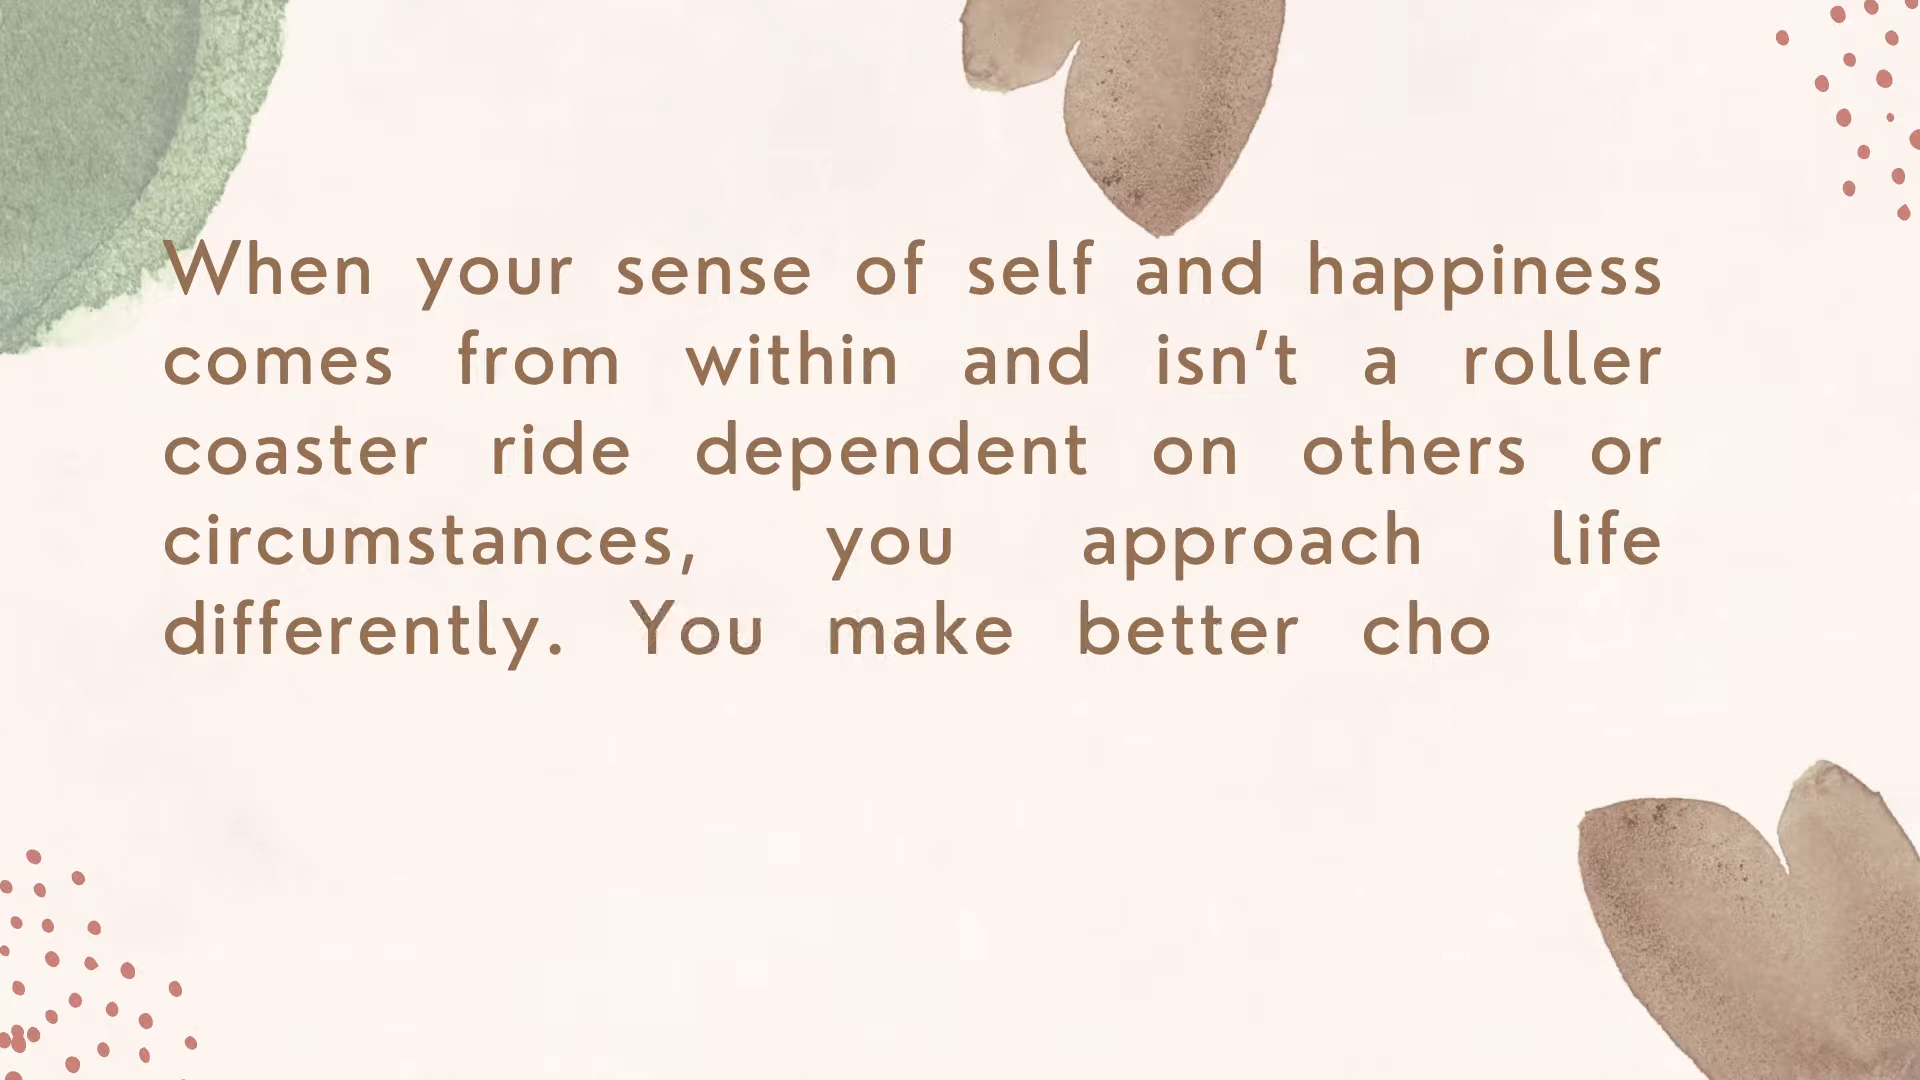 When your sense of self and happiness
comes from within and isn’t a roller
coaster ride dependent on others or
circumstances, you approach life
differently. You make better cho